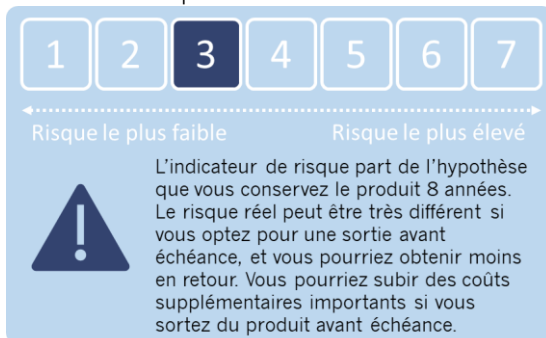 1 2 3 4 5 6 7
Risque le plus faible Risque le plus élevé
L'indicateur de risque part de l'hypothèse
que vous conservez le produit 8 années.
Le risque réel peut être très différent si
vous optez pour une sortie avant
échéance, et vous pourriez obtenir moins
en retour. Vous pourriez subir des coûts
supplémentaires importants si vous
sortez du produit avant échéance.